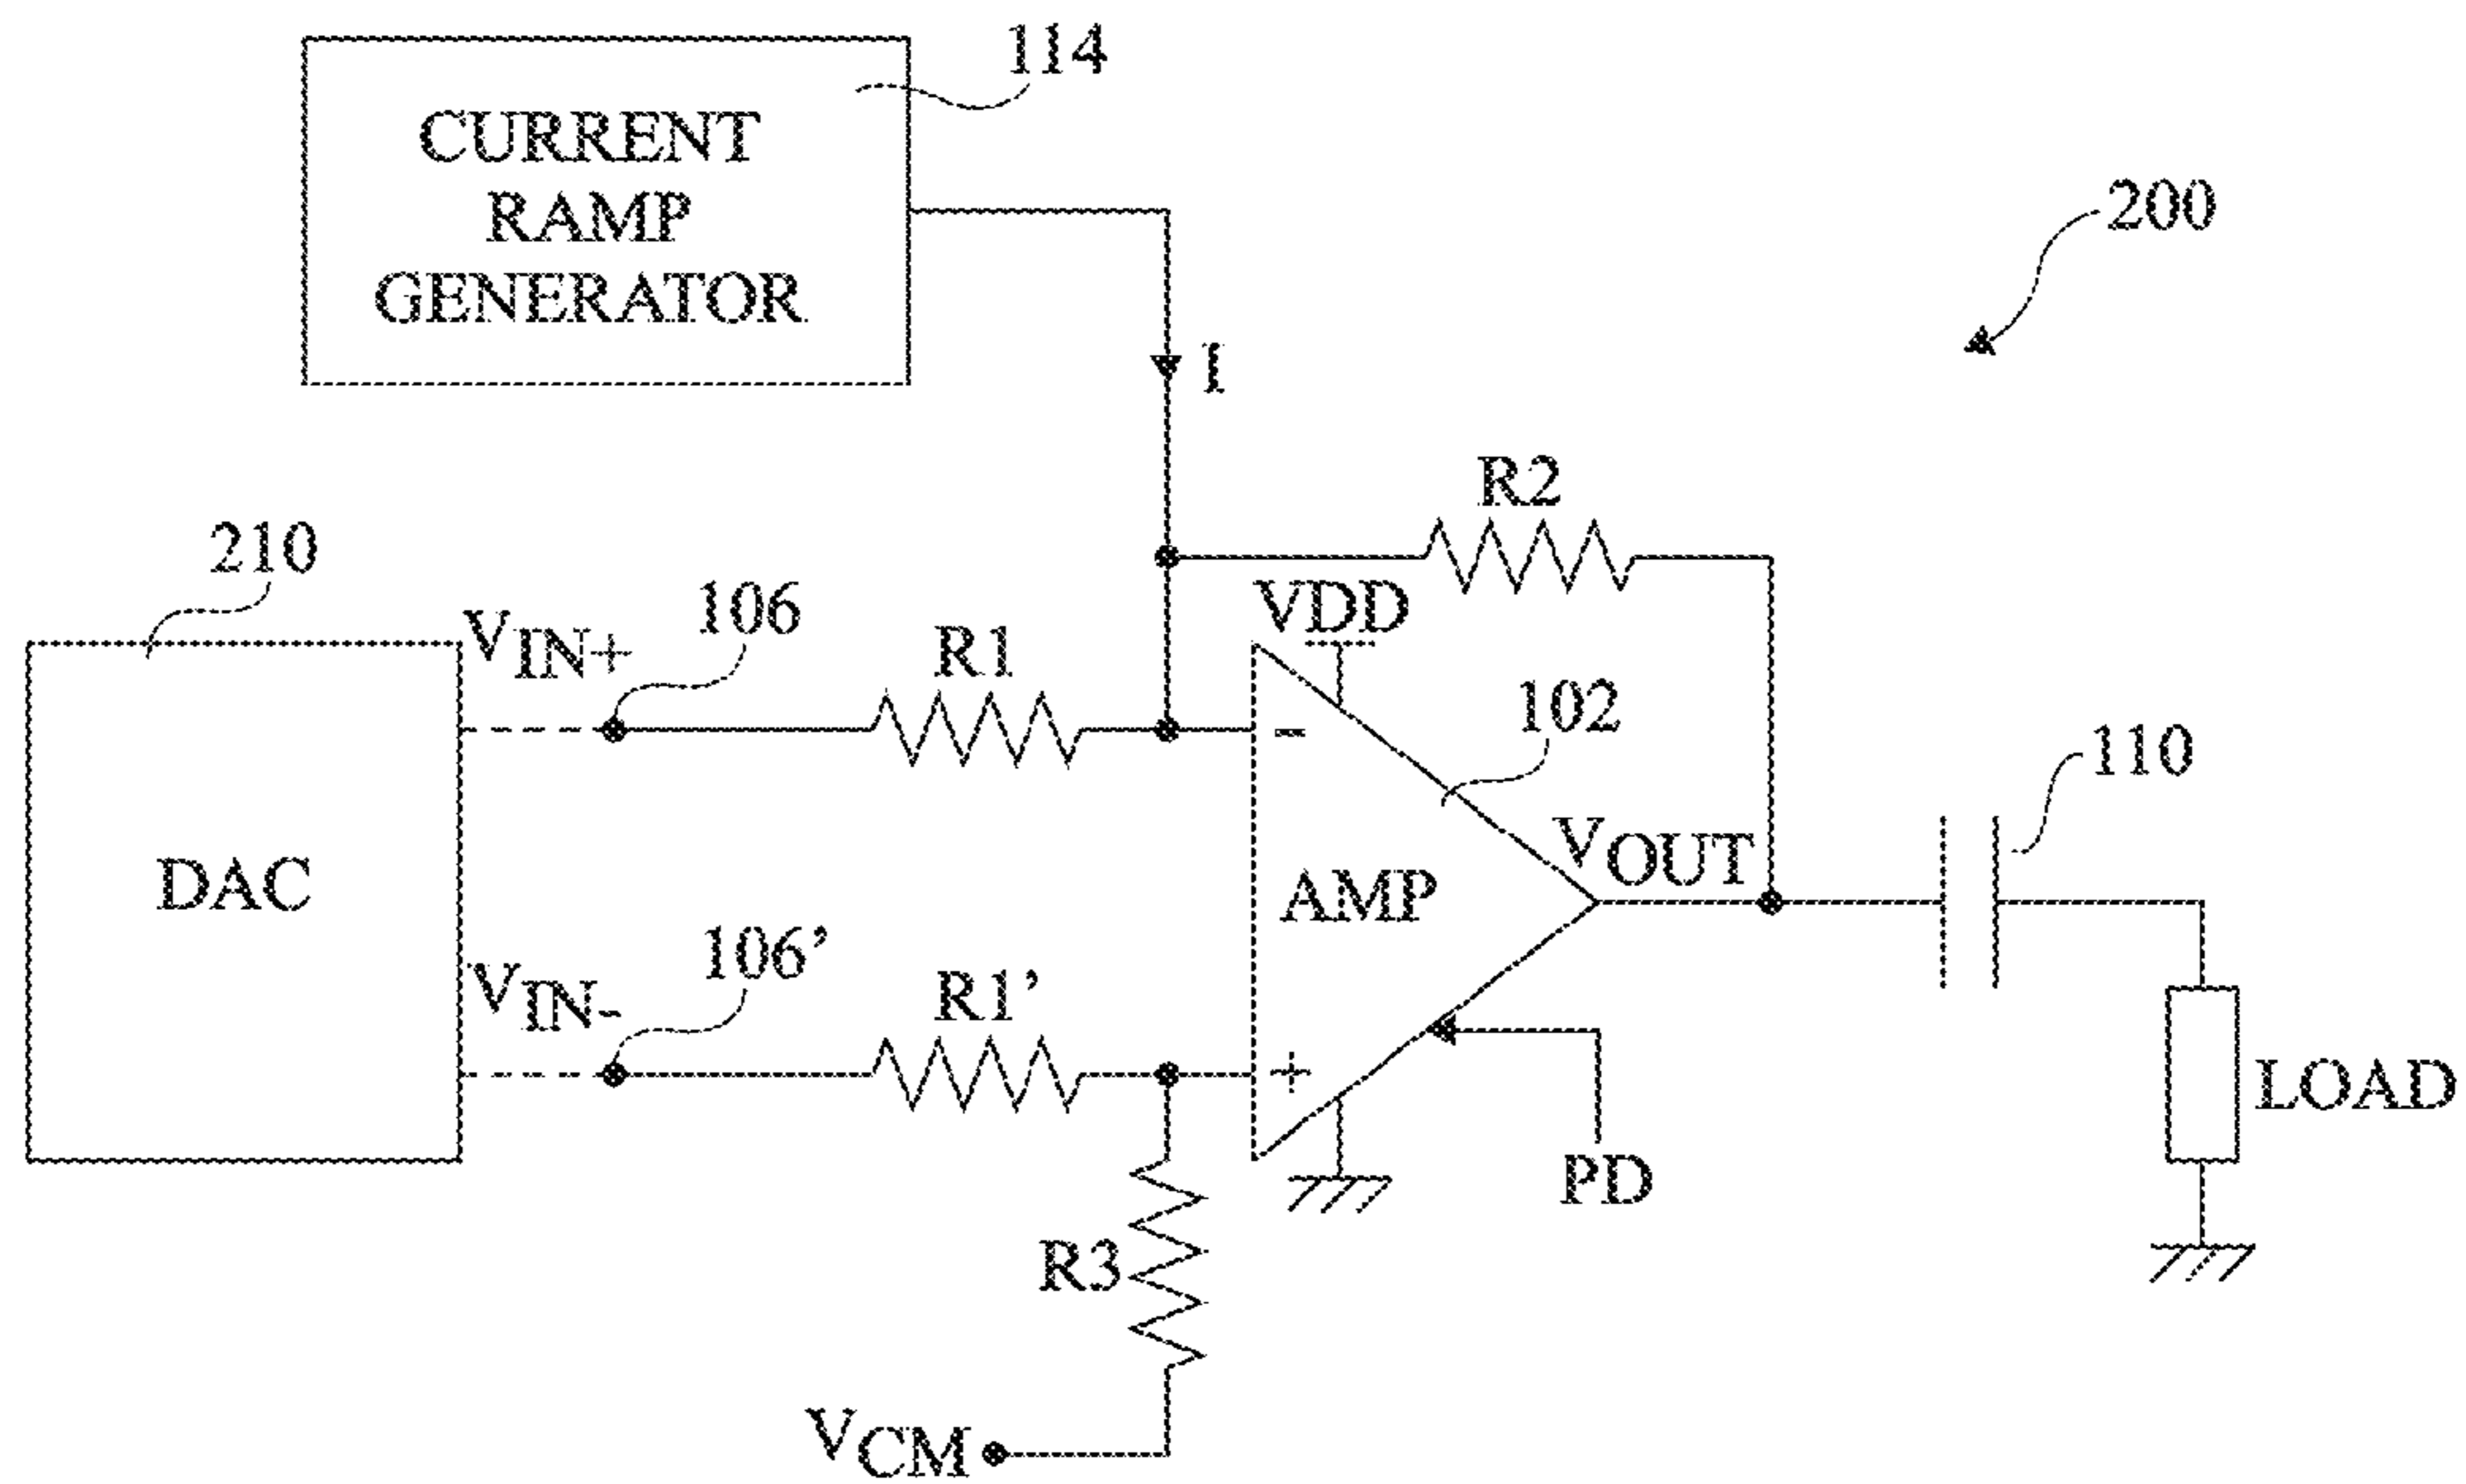 114
CURRENT
RAMP
GENERATOR
200
I
R2
210
VIN+
106
R1
VDD
102
110
-
DAC
AMP
VOUT
VIN-
106'
R1'
+
PD
LOAD
R3
VCM